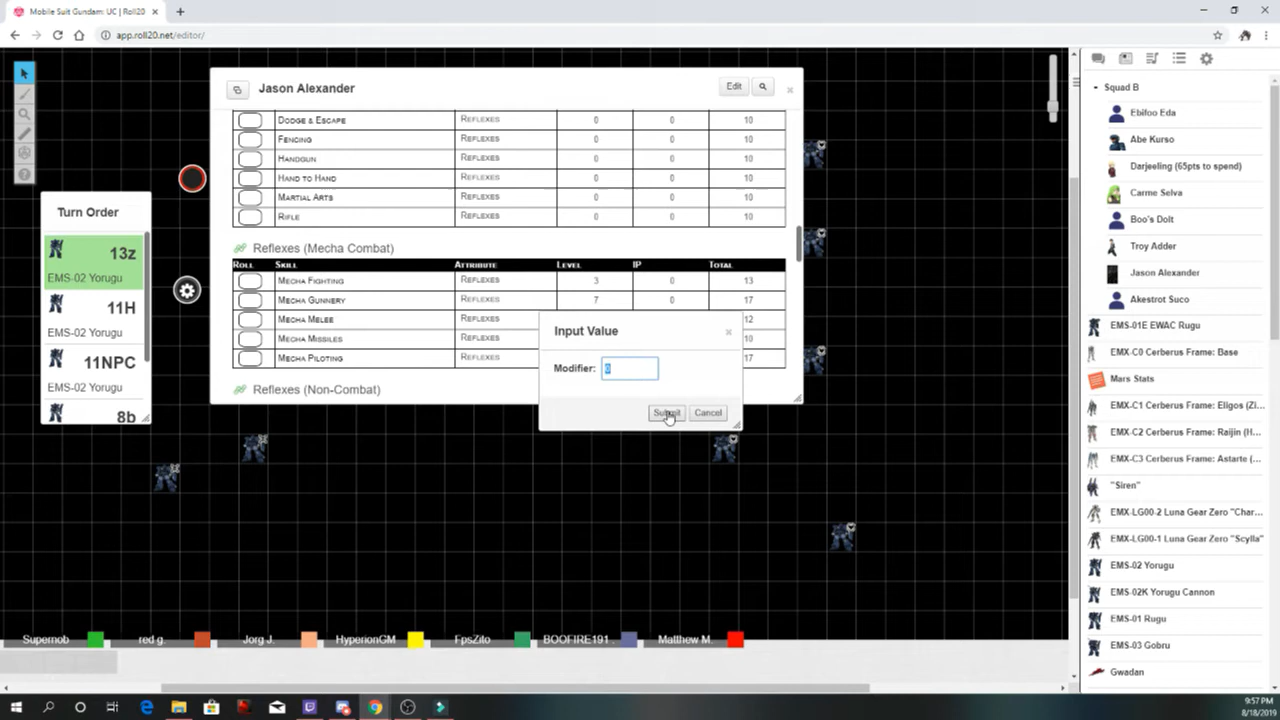 Mobile Suit Gundam: UC | Roll20
app.roll20.net/editor/
Turn Order
13z
EMS-02 Yorugu
11H
EMS-02 Yorugu
11NPC
EMS-02 Yorugu
8b
Jason Alexander
Edit
Dodge & Escape Reflexes 0 0 10
Fencing Reflexes 0 0 10
Handgun Reflexes 0 0 10
Hand to Hand Reflexes 0 0 10
Martial Arts Reflexes 0 0 10
Rifle Reflexes 0 0 10
Reflexes (Mecha Combat)
Roll Skill Attribute Level IP Total
Mecha Fighting Reflexes 3 0 13
Mecha Gunnery Reflexes 7 0 17
Mecha Melee Reflexes 12
Mecha Missiles Reflexes 10
Mecha Piloting Reflexes 17
Reflexes (Non-Combat)
Input Value
Modifier: 0
Submit Cancel
Squad B
Ebifoo Eda
Abe Kurso
Darjeeling (65pts to spend)
Carme Selva
Boo's Dolt
Troy Adder
Jason Alexander
Akestrot Suco
EMS-01E EWAC Rugu
EMX-C0 Cerberus Frame: Base
Mars Stats
EMX-C1 Cerberus Frame: Eligos (Zi...
EMX-C2 Cerberus Frame: Raijin (H...
EMX-C3 Cerberus Frame: Astarte (...
"Siren"
EMX-LG00-2 Luna Gear Zero "Char...
EMX-LG00-1 Luna Gear Zero "Scylla"
EMS-02 Yorugu
EMS-02K Yorugu Cannon
EMS-01 Rugu
EMS-03 Gobru
Gwadan
Supernob red g. Jorg J. HyperionGM FpsZilo BOOFIRE191 . Matthew M.
9:57 PM
8/18/2019